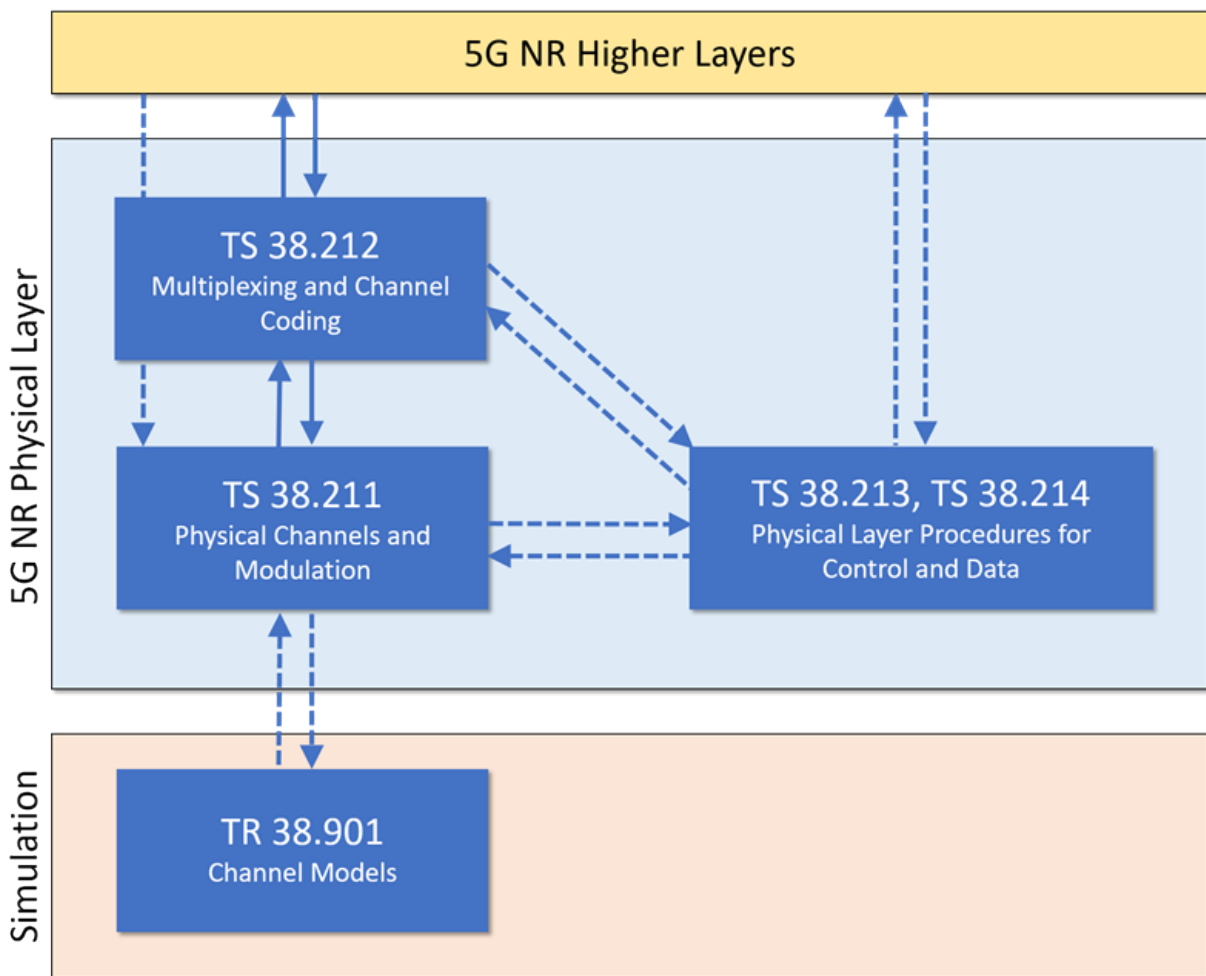 5G NR Higher Layers
5G NR Physical Layer
TS 38.212
Multiplexing and Channel
Coding
TS 38.211
Physical Channels and
Modulation
TS 38.213, TS 38.214
Physical Layer Procedures for
Control and Data
Simulation
TR 38.901
Channel Models